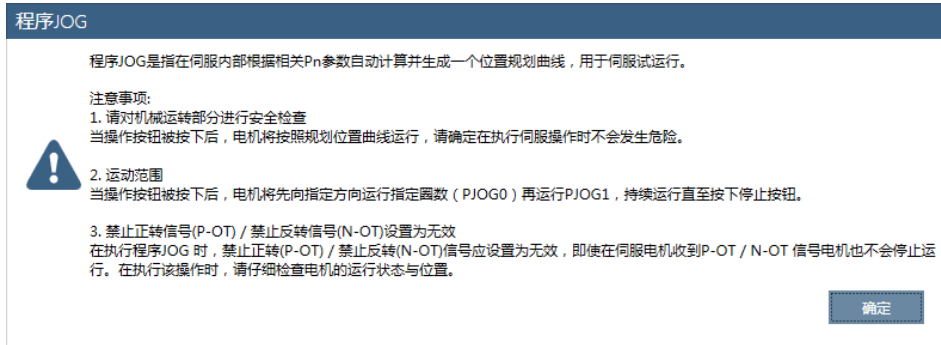 程序JOG
程序JOG是指在伺服内部根据相关Pn参数自动计算并生成一个位置规划曲线，用于伺服试运行。
注意事项:
1. 请对机械运转部分进行安全检查
当操作按钮被按下后，电机将按照规划位置曲线运行，请确定在执行伺服操作时不会发生危险。
2. 运动范围
当操作按钮被按下后，电机将先向指定方向运行指定圈数（PJOG0）再运行PJOG1，持续运行直至按下停止按钮。
3. 禁止正转信号(P-OT) / 禁止反转信号(N-OT)设置为无效
在执行程序JOG 时，禁止正转(P-OT) / 禁止反转(N-OT)信号应设置为无效，即使在伺服电机收到P-OT / N-OT 信号电机也不会停止运
行。在执行该操作时，请仔细检查电机的运行状态与位置。
确定